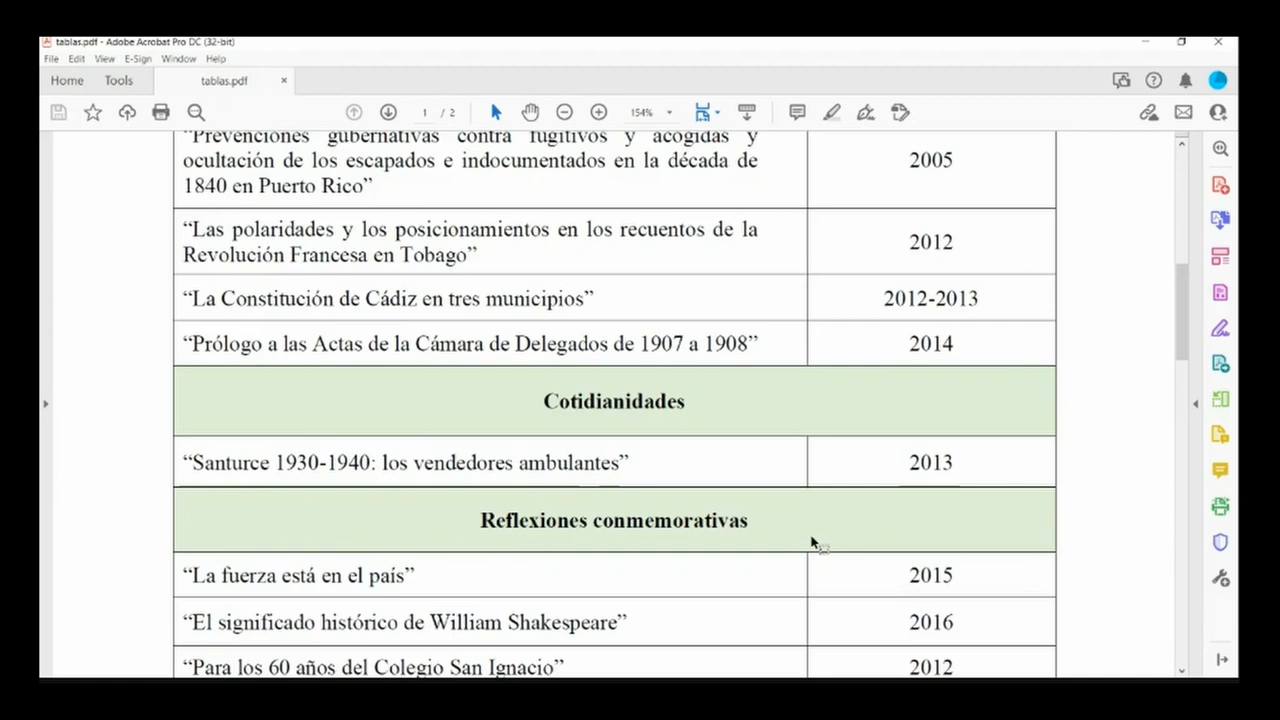 tablas.pdf - Adobe Acrobat Pro DC (32-bit)
File Edit View E-Sign Window Help
Home Tools tablas.pdf
1 / 2 154%
“Prevenciones gubernativas contra fugitivos y acogidas y
ocultación de los escapados e indocumentados en la década de
1840 en Puerto Rico”
2005
“Las polaridades y los posicionamientos en los recuentos de la
Revolución Francesa en Tobago”
2012
“La Constitución de Cádiz en tres municipios”
2012-2013
“Prólogo a las Actas de la Cámara de Delegados de 1907 a 1908”
2014
Cotidianidades
“Santurce 1930-1940: los vendedores ambulantes”
2013
Reflexiones conmemorativas
“La fuerza está en el país”
2015
“El significado histórico de William Shakespeare”
2016
“Para los 60 años del Colegio San Ignacio”
2012